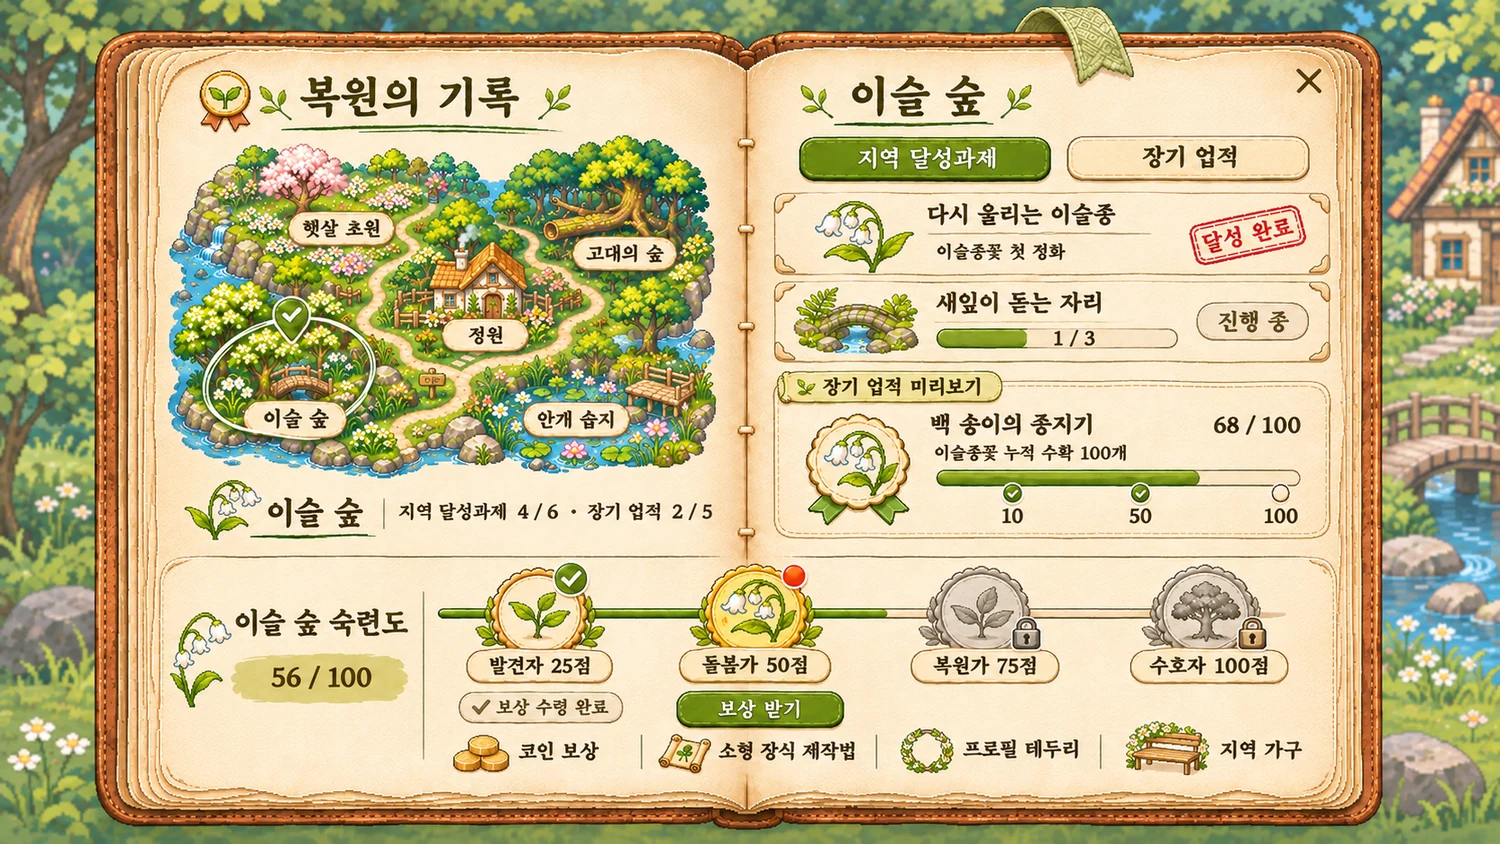 복원의 기록
햇살 초원
고대의 숲
정원
이슬 숲
안개 습지
이슬 숲
지역 달성과제 4 / 6 · 장기 업적 2 / 5
이슬 숲
지역 달성과제
장기 업적
다시 울리는 이슬종
이슬종꽃 첫 정화
달성 완료
새잎이 돋는 자리
1 / 3
진행 중
장기 업적 미리보기
백 송이의 종지기
68 / 100
이슬종꽃 누적 수확 100개
10
50
100
이슬 숲 숙련도
56 / 100
발견자 25점
돌봄가 50점
복원가 75점
수호자 100점
보상 수령 완료
보상 받기
코인 보상
소형 장식 제작법
프로필 테두리
지역 가구